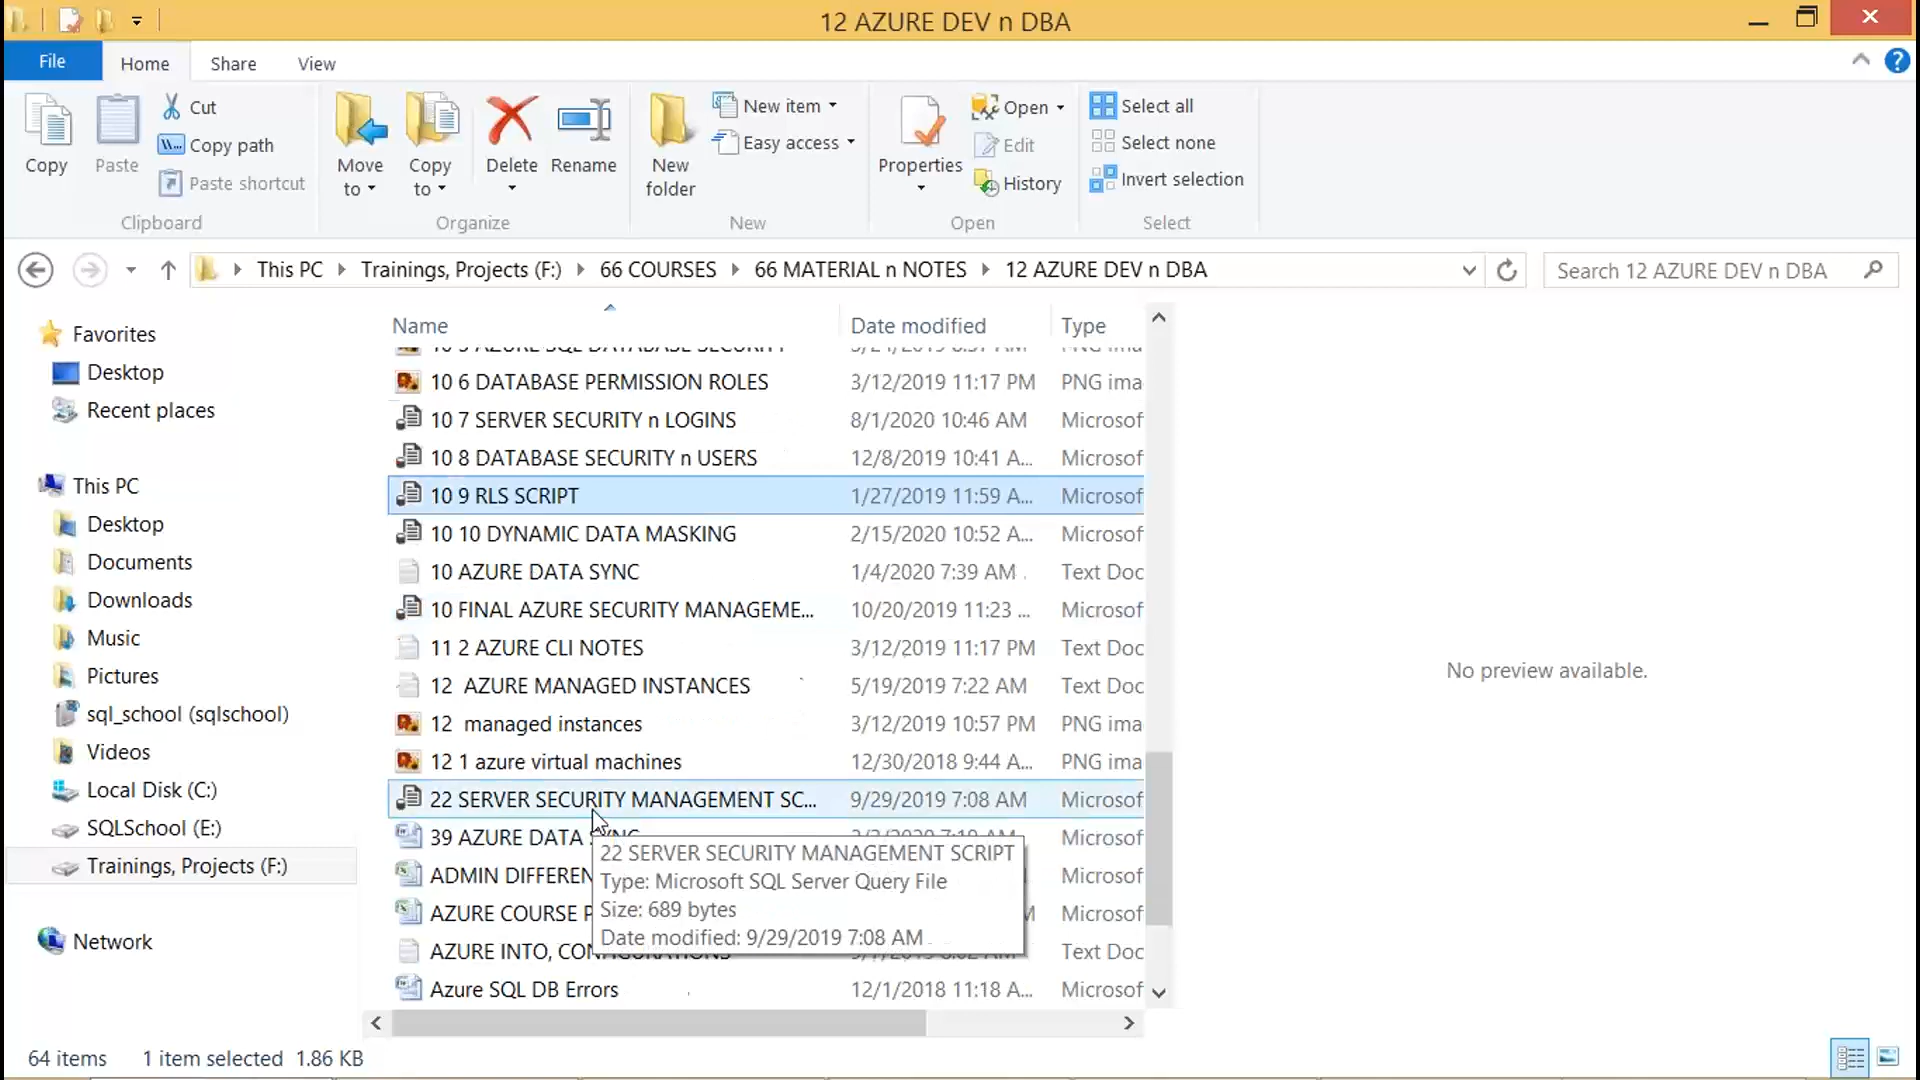 12 AZURE DEV n DBA
File
Home
Share
View
Copy
Paste
Cut
Copy path
Paste shortcut
Clipboard
Move to
Copy to
Delete
Rename
Organize
New folder
New item
Easy access
New
Properties
Open
Edit
History
Open
Select all
Select none
Invert selection
Select
This PC
Trainings, Projects (F:)
66 COURSES
66 MATERIAL n NOTES
12 AZURE DEV n DBA
Search 12 AZURE DEV n DBA
Favorites
Desktop
Recent places
This PC
Desktop
Documents
Downloads
Music
Pictures
sql_school (sqlschool)
Videos
Local Disk (C:)
SQLSchool (E:)
Trainings, Projects (F:)
Network
Name Date modified Type
10 6 DATABASE PERMISSION ROLES 3/12/2019 11:17 PM PNG ima
10 7 SERVER SECURITY n LOGINS 8/1/2020 10:46 AM Microsof
10 8 DATABASE SECURITY n USERS 12/8/2019 10:41 A... Microsof
10 9 RLS SCRIPT 1/27/2019 11:59 A... Microsof
10 10 DYNAMIC DATA MASKING 2/15/2020 10:52 A... Microsof
10 AZURE DATA SYNC 1/4/2020 7:39 AM Text Doc
10 FINAL AZURE SECURITY MANAGEME... 10/20/2019 11:23 ... Microsof
11 2 AZURE CLI NOTES 3/12/2019 11:17 PM Text Doc
12  AZURE MANAGED INSTANCES 5/19/2019 7:22 AM Text Doc
12  managed instances 3/12/2019 10:57 PM PNG ima
12 1 azure virtual machines 12/30/2018 9:44 A... PNG ima
22 SERVER SECURITY MANAGEMENT SC... 9/29/2019 7:08 AM Microsof
39 AZURE DATA SYNC Microsof
ADMIN DIFFEREN Microsof
AZURE COURSE P Microsof
AZURE INTO, CONFIGURATIONS Text Doc
Azure SQL DB Errors 12/1/2018 11:18 A... Microsof
22 SERVER SECURITY MANAGEMENT SCRIPT
Type: Microsoft SQL Server Query File
Size: 689 bytes
Date modified: 9/29/2019 7:08 AM
No preview available.
64 items
1 item selected 1.86 KB